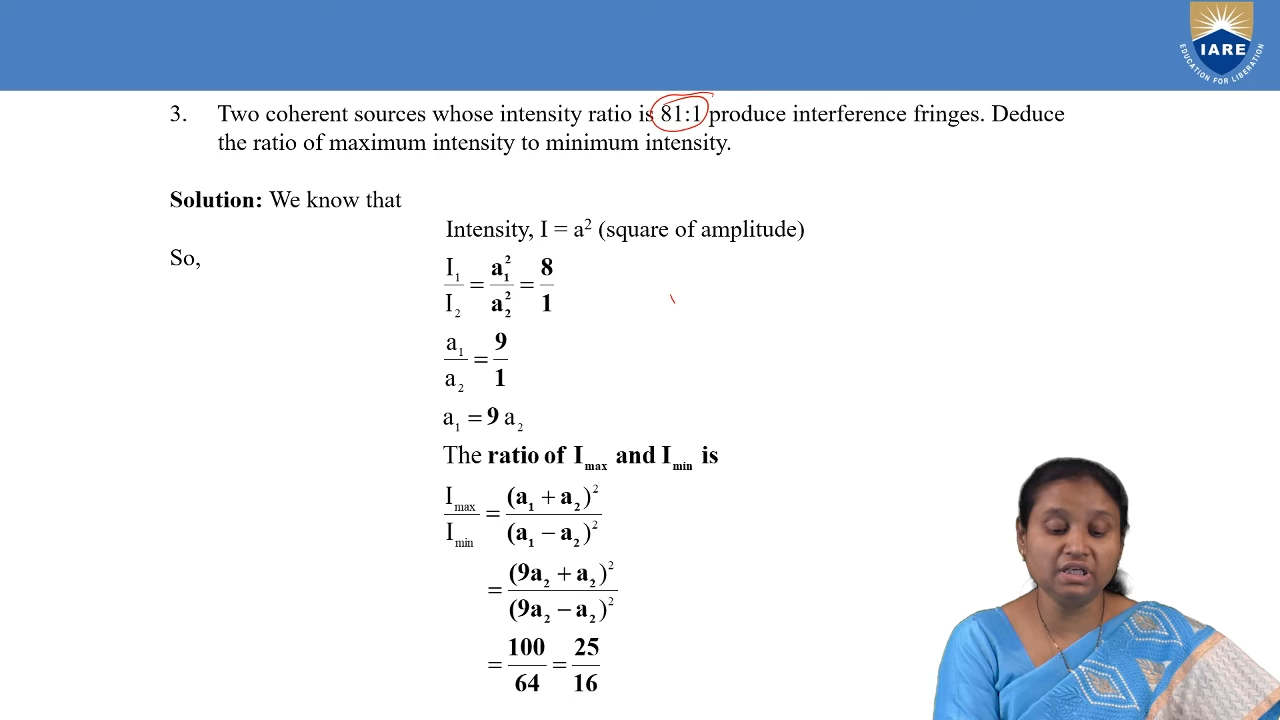 IARE
EDUCATION FOR LIBERATION
3. Two coherent sources whose intensity ratio is 81:1 produce interference fringes. Deduce
the ratio of maximum intensity to minimum intensity.
Solution: We know that
Intensity, I = a² (square of amplitude)
So,
I₁/I₂ = a₁²/a₂² = 8/1
a₁/a₂ = 9/1
a₁ = 9 a₂
The ratio of Iₘₐₓ and Iₘᵢₙ is
Iₘₐₓ/Iₘᵢₙ = (a₁ + a₂)²/(a₁ − a₂)²
= (9a₂ + a₂)²/(9a₂ − a₂)²
= 100/64 = 25/16